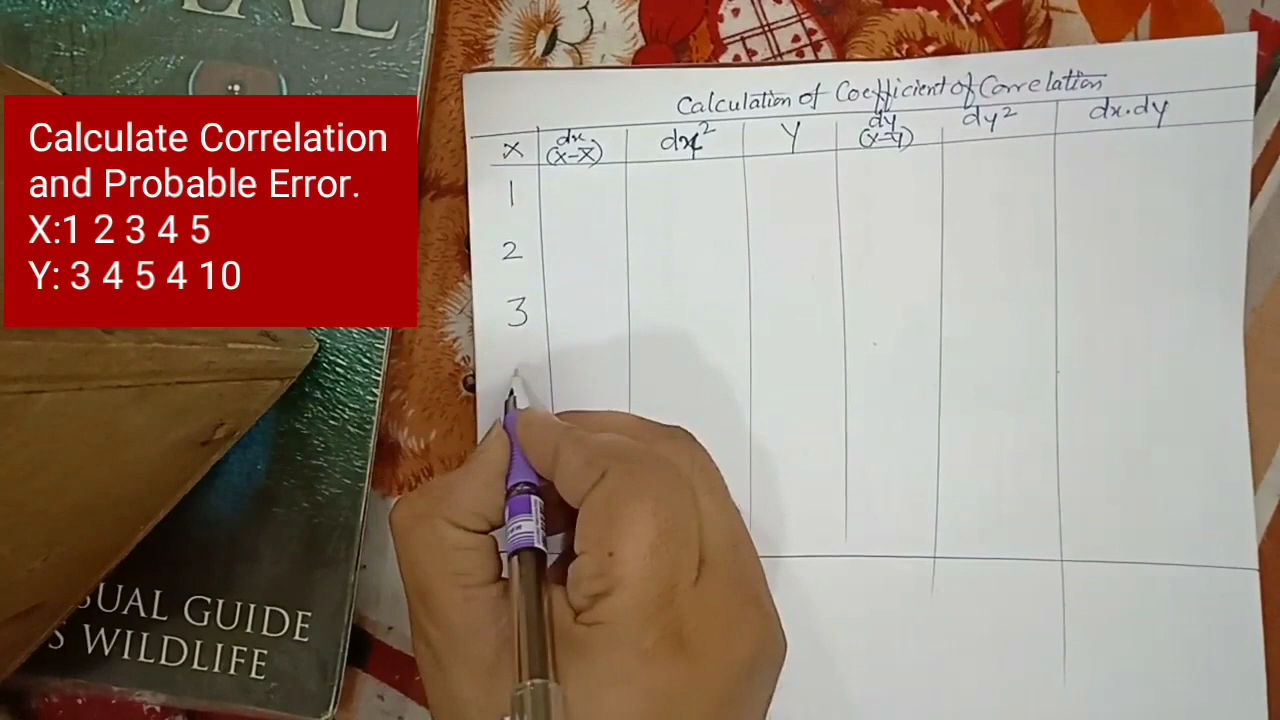 EAL
Calculate Correlation
and Probable Error.
X:1 2 3 4 5
Y: 3 4 5 4 10
SUAL GUIDE
S WILDLIFE
Calculation of Coefficient of Correlation
X dx (X-X̅) dx² Y dy (Y-Y̅) dy² dx.dy
1
2
3